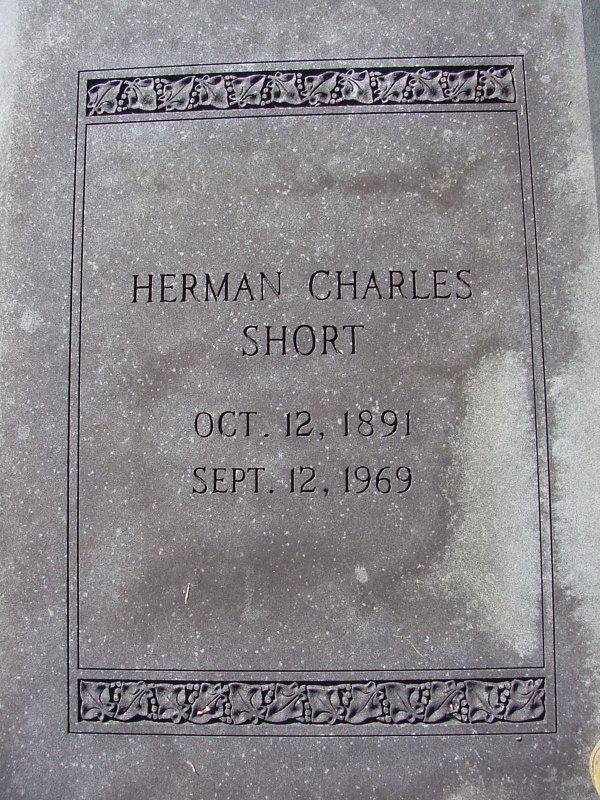 HERMAN CHARLES
SHORT
OCT. 12, 1891
SEPT. 12, 1969